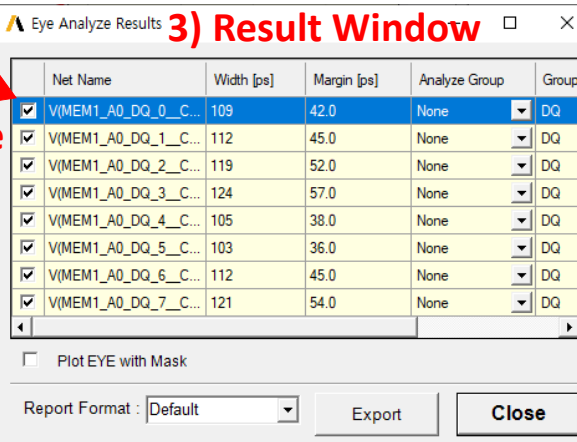 Eye Analyze Results 3) Result Window
Net Name Width [ps] Margin [ps] Analyze Group Group
V(MEM1_A0_DQ_0__C... 109 42.0 None DQ
e V(MEM1_A0_DQ_1__C... 112 45.0 None DQ
V(MEM1_A0_DQ_2__C... 119 52.0 None DQ
V(MEM1_A0_DQ_3__C... 124 57.0 None DQ
V(MEM1_A0_DQ_4__C... 105 38.0 None DQ
V(MEM1_A0_DQ_5__C... 103 36.0 None DQ
V(MEM1_A0_DQ_6__C... 112 45.0 None DQ
V(MEM1_A0_DQ_7__C... 121 54.0 None DQ
Plot EYE with Mask
Report Format : Default Export Close